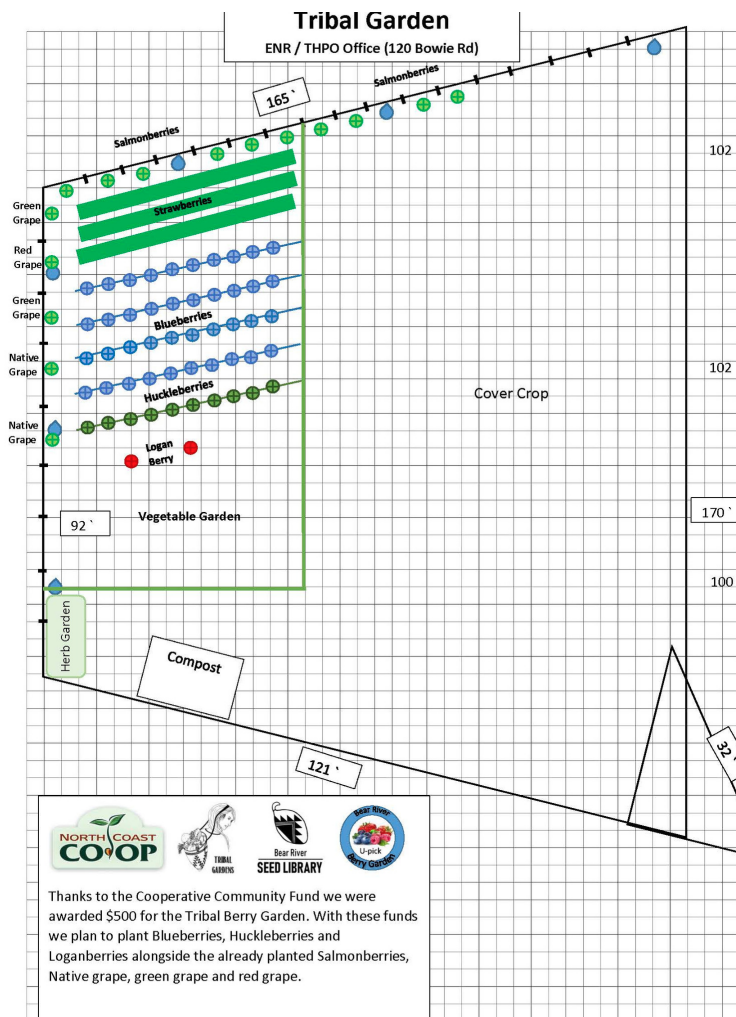 Tribal Garden
ENR / THPO Office (120 Bowie Rd)
Salmonberries
165 `
Salmonberries
102
Green
Grape
Strawberries
Red
Grape
Green
Grape
Blueberries
Native
Grape
102
Huckleberries
Cover Crop
Native
Grape
Logan
Berry
Vegetable Garden
92 `
170 `
100
Herb Garden
Compost
32 `
121 `
NORTH COAST
CO-OP
TRIBAL
GARDENS
Bear River
SEED LIBRARY
Bear River
U-pick
Berry Garden
Thanks to the Cooperative Community Fund we were
awarded $500 for the Tribal Berry Garden. With these funds
we plan to plant Blueberries, Huckleberries and
Loganberries alongside the already planted Salmonberries,
Native grape, green grape and red grape.